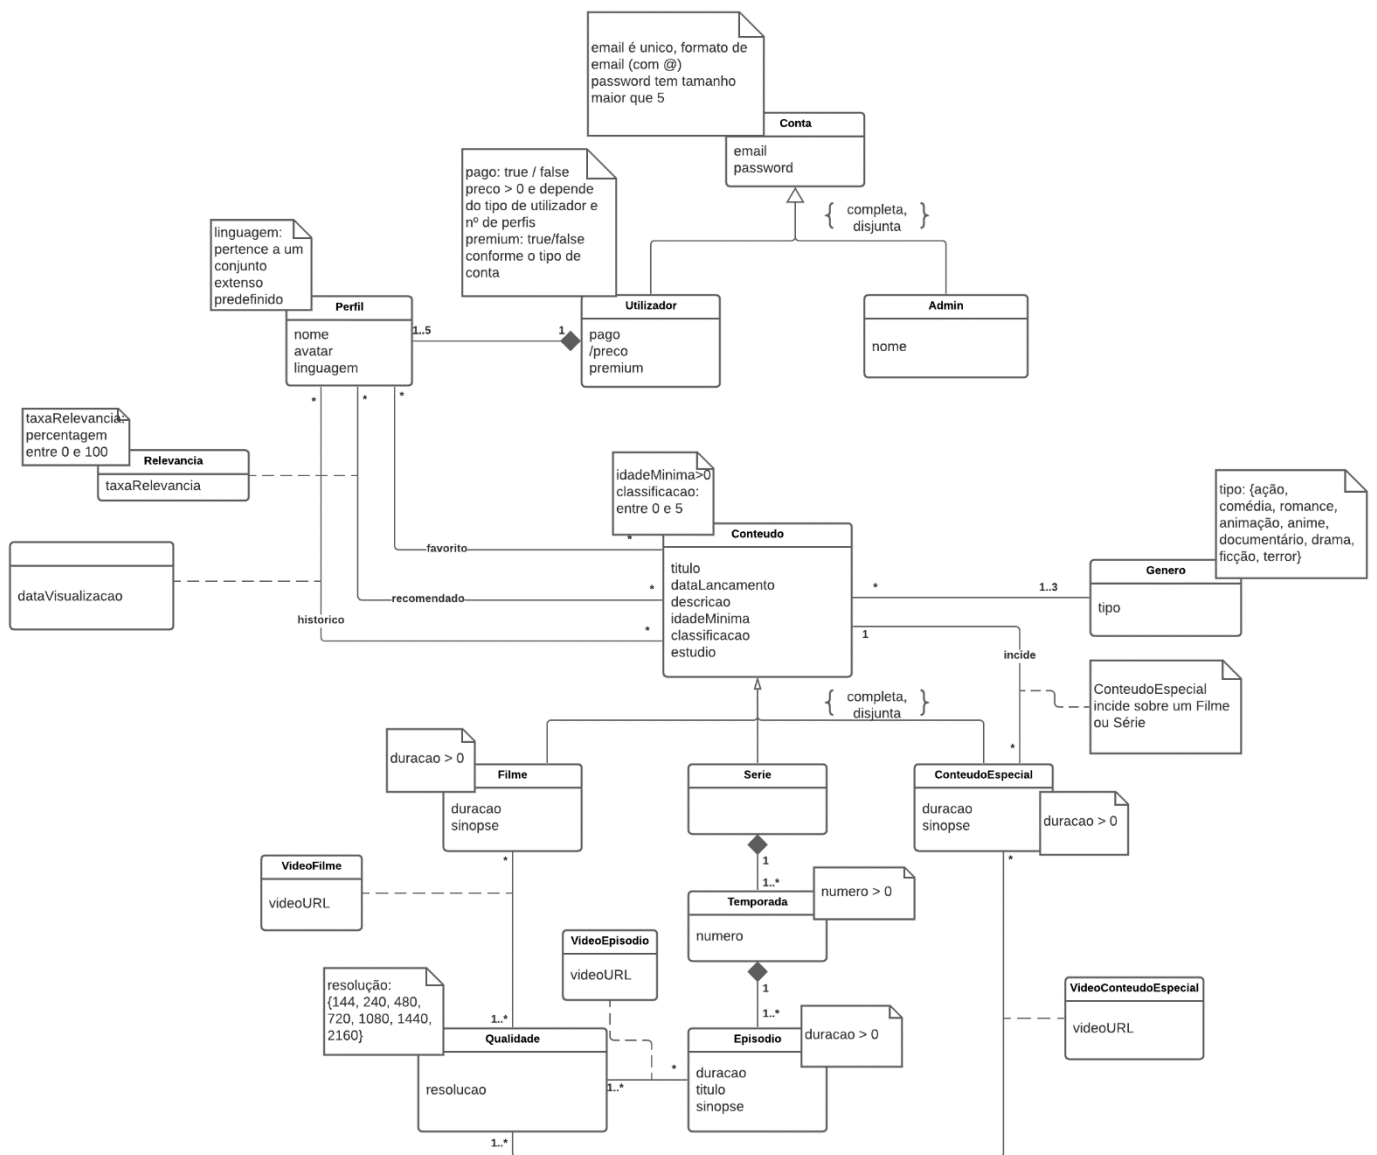 email é unico, formato de
email (com @)
password tem tamanho
maior que 5
Conta
email
password
{ completa, }
disjunta
pago: true / false
preco > 0 e depende
do tipo de utilizador e
nº de perfis
premium: true/false
conforme o tipo de
conta
linguagem:
pertence a um
conjunto
extenso
predefinido
Perfil
nome
avatar
linguagem
1..5
1
Utilizador
pago
/preco
premium
Admin
nome
*
*
*
taxaRelevancia:
percentagem
entre 0 e 100
Relevancia
taxaRelevancia
dataVisualizacao
favorito
recomendado
historico
*
*
*
idadeMinima>0
classificacao:
entre 0 e 5
Conteudo
titulo
dataLancamento
descricao
idadeMinima
classificacao
estudio
*
1..3
tipo: {ação,
comédia, romance,
animação, anime,
documentário, drama,
ficção, terror}
Genero
tipo
1
incide
*
ConteudoEspecial
incide sobre um Filme
ou Série
{ completa, }
disjunta
duracao > 0
Filme
duracao
sinopse
Serie
ConteudoEspecial
duracao
sinopse
duracao > 0
*
1
1..*
*
VideoFilme
videoURL
Temporada
numero
numero > 0
1
1..*
VideoEpisodio
videoURL
resolução:
{144, 240, 480,
720, 1080, 1440,
2160}
1..*
Qualidade
resolucao
1..*
*
1..*
Episodio
duracao
titulo
sinopse
duracao > 0
VideoConteudoEspecial
videoURL